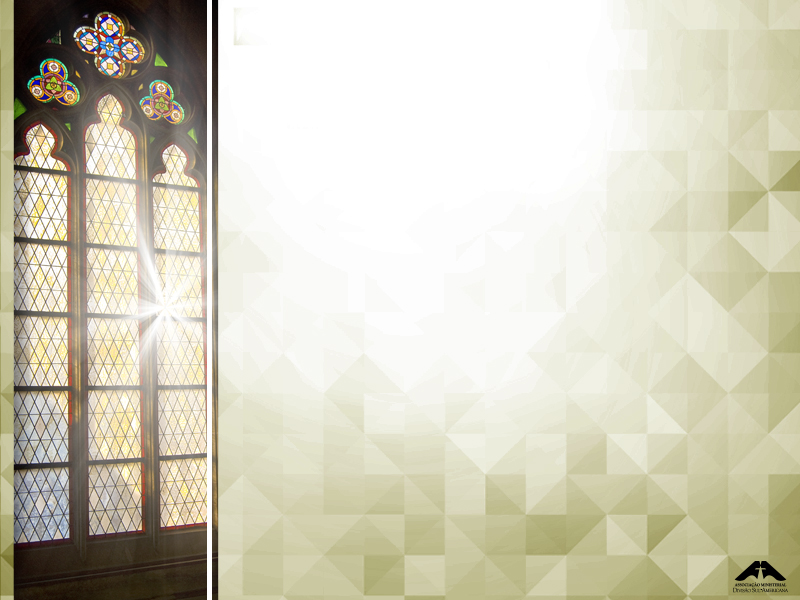 ASSOCIAÇÃO MINISTERIAL
DIVISÃO SUL-AMERICANA